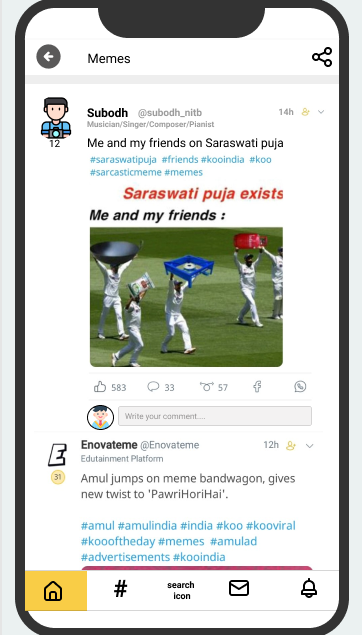 Memes
Subodh @subodh_nitb 14h
Musician/Singer/Composer/Pianist
12
Me and my friends on Saraswati puja
#saraswatipuja #friends #kooindia #koo
#sarcasticmeme #memes
Saraswati puja exists
Me and my friends :
583 33 57
Write your comment....
Enovateme @Enovateme 12h
Edutainment Platform
31
Amul jumps on meme bandwagon, gives
new twist to 'PawriHoriHai'.
#amul #amulindia #india #koo #kooviral
#koooftheday #memes #amulad
#advertisements #kooindia
# search
icon